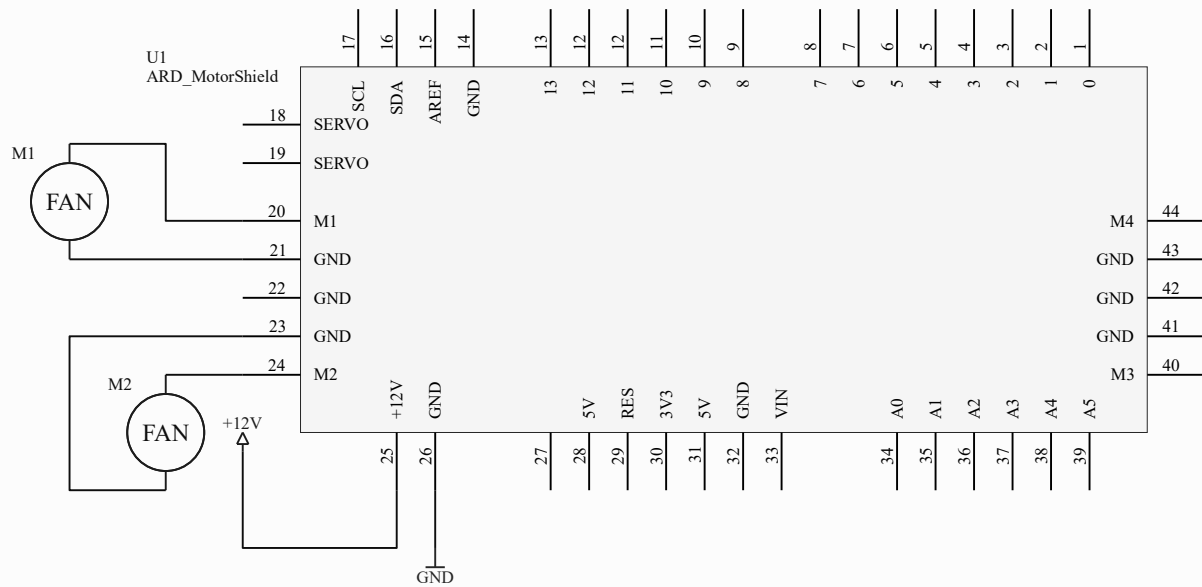 U1
ARD_MotorShield
17 16 15 14 13 12 12 11 10 9 8 7 6 5 4 3 2 1
SCL SDA AREF GND 13 12 11 10 9 8 7 6 5 4 3 2 1 0
18 SERVO
19 SERVO
M1
FAN
20 M1 M4 44
21 GND GND 43
22 GND GND 42
23 GND GND 41
24 M2 M3 40
M2
FAN
+12V
+12V GND 5V RES 3V3 5V GND VIN A0 A1 A2 A3 A4 A5
25 26 27 28 29 30 31 32 33 34 35 36 37 38 39
GND